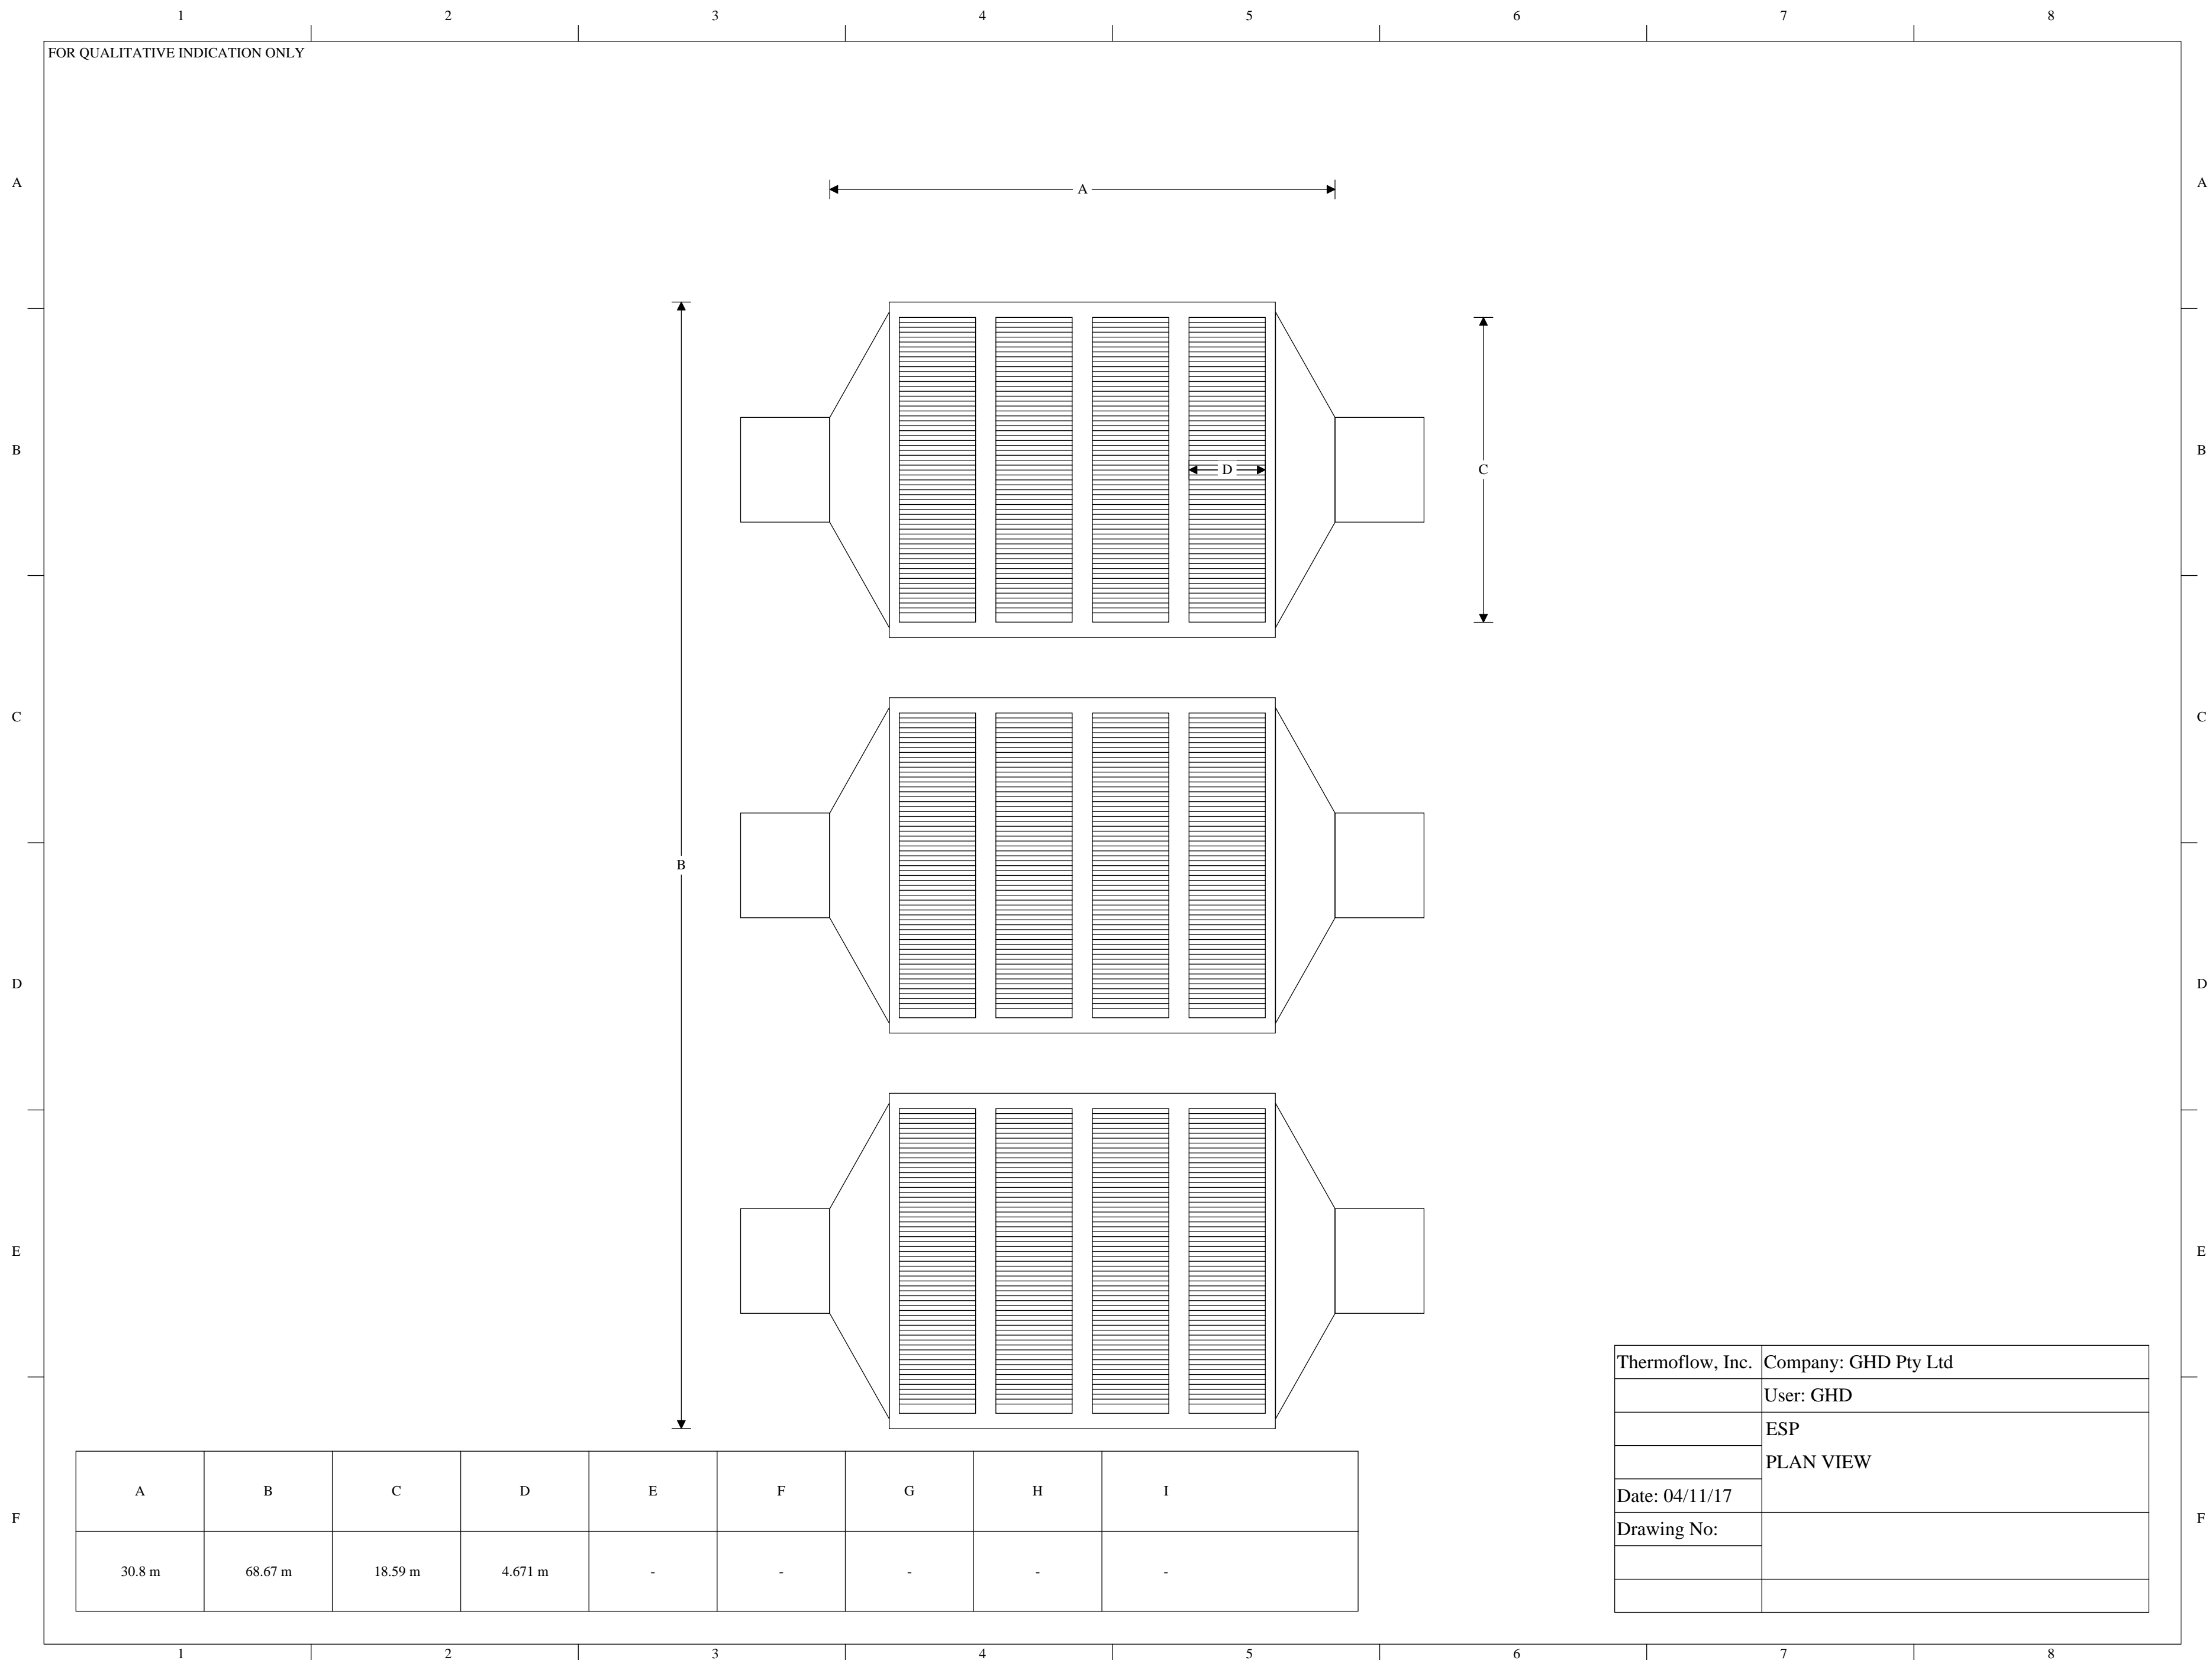 1 2 3 4 5 6 7 8
FOR QUALITATIVE INDICATION ONLY
A A
A
B B
D
C
C C
B
D D
E E
Thermoflow, Inc. Company: GHD Pty Ltd
User: GHD
ESP
PLAN VIEW
Date: 04/11/17
Drawing No:
A B C D E F G H I
F F
30.8 m 68.67 m 18.59 m 4.671 m - - - - -
1 2 3 4 5 6 7 8